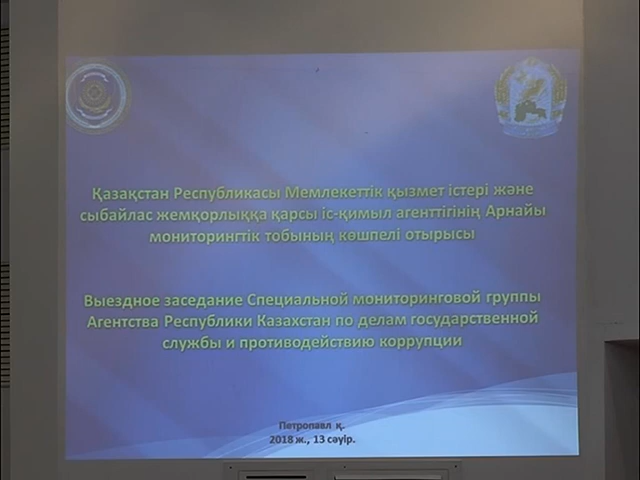 Қазақстан Республикасы Мемлекеттік қызмет істері және
сыбайлас жемқорлыққа қарсы іс-қимыл агенттігінің Арнайы
мониторингтік тобының көшпелі отырысы
Выездное заседание Специальной мониторинговой группы
Агентства Республики Казахстан по делам государственной
службы и противодействию коррупции
Петропавл қ.
2018 ж., 13 сәуір.